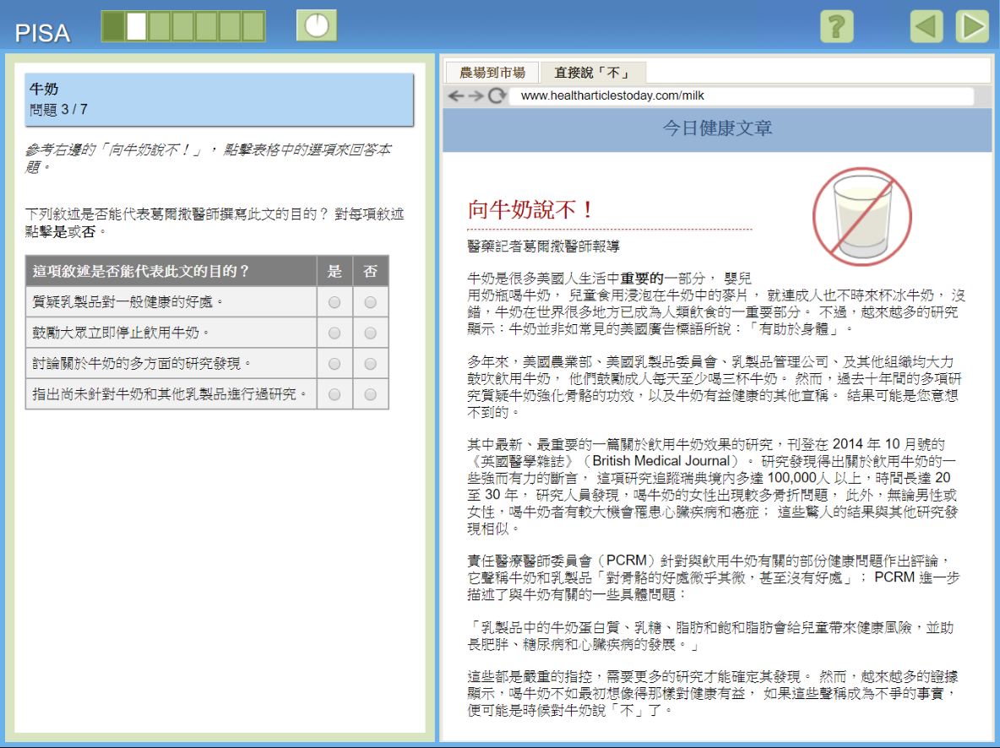 PISA
?
牛奶
問題 3 / 7
參考右邊的「向牛奶說不！」， 點擊表格中的選項來回答本
題。
下列敘述是否能代表葛爾撒醫師撰寫此文的目的？ 對每項敘述
點擊是或否。
這項敘述是否能代表此文的目的？ 是 否
質疑乳製品對一般健康的好處。
鼓勵大眾立即停止飲用牛奶。
討論關於牛奶的多方面的研究發現。
指出尚未針對牛奶和其他乳製品進行過研究。
農場到市場 直接說「不」
www.healtharticlestoday.com/milk
今日健康文章
向牛奶說不！
醫藥記者葛爾撒醫師報導
牛奶是很多美國人生活中重要的一部分， 嬰兒
用奶瓶喝牛奶， 兒童食用浸泡在牛奶中的麥片， 就連成人也不時來杯冰牛奶， 沒
錯，牛奶在世界很多地方已成為人類飲食的一重要部分。 不過，越來越多的研究
顯示：牛奶並非如常見的美國廣告標語所說：「有助於身體」。
多年來，美國農業部、美國乳製品委員會、乳製品管理公司、及其他組織均大力
鼓吹飲用牛奶， 他們鼓勵成人每天至少喝三杯牛奶。 然而，過去十年間的多項研
究質疑牛奶強化骨骼的功效，以及牛奶有益健康的其他宣稱。 結果可能是您意想
不到的。
其中最新、最重要的一篇關於飲用牛奶效果的研究，刊登在 2014 年 10 月號的
《英國醫學雜誌》（British Medical Journal）。 研究發現得出關於飲用牛奶的一
些強而有力的斷言， 這項研究追蹤瑞典境內多達 100,000人 以上，時間長達 20
至 30 年， 研究人員發現，喝牛奶的女性出現較多骨折問題， 此外，無論男性或
女性，喝牛奶者有較大機會罹患心臟疾病和癌症； 這些驚人的結果與其他研究發
現相似。
責任醫療醫師委員會（PCRM）針對與飲用牛奶有關的部份健康問題作出評論，
它聲稱牛奶和乳製品「對骨骼的好處微乎其微，甚至沒有好處」； PCRM 進一步
描述了與牛奶有關的一些具體問題：
「乳製品中的牛奶蛋白質、乳糖、脂肪和飽和脂肪會給兒童帶來健康風險，並助
長肥胖、糖尿病和心臟疾病的發展。」
這些都是嚴重的指控，需要更多的研究才能確定其發現。 然而，越來越多的證據
顯示，喝牛奶不如最初想像得那樣對健康有益， 如果這些聲稱成為不爭的事實，
便可能是時候對牛奶說「不」了。